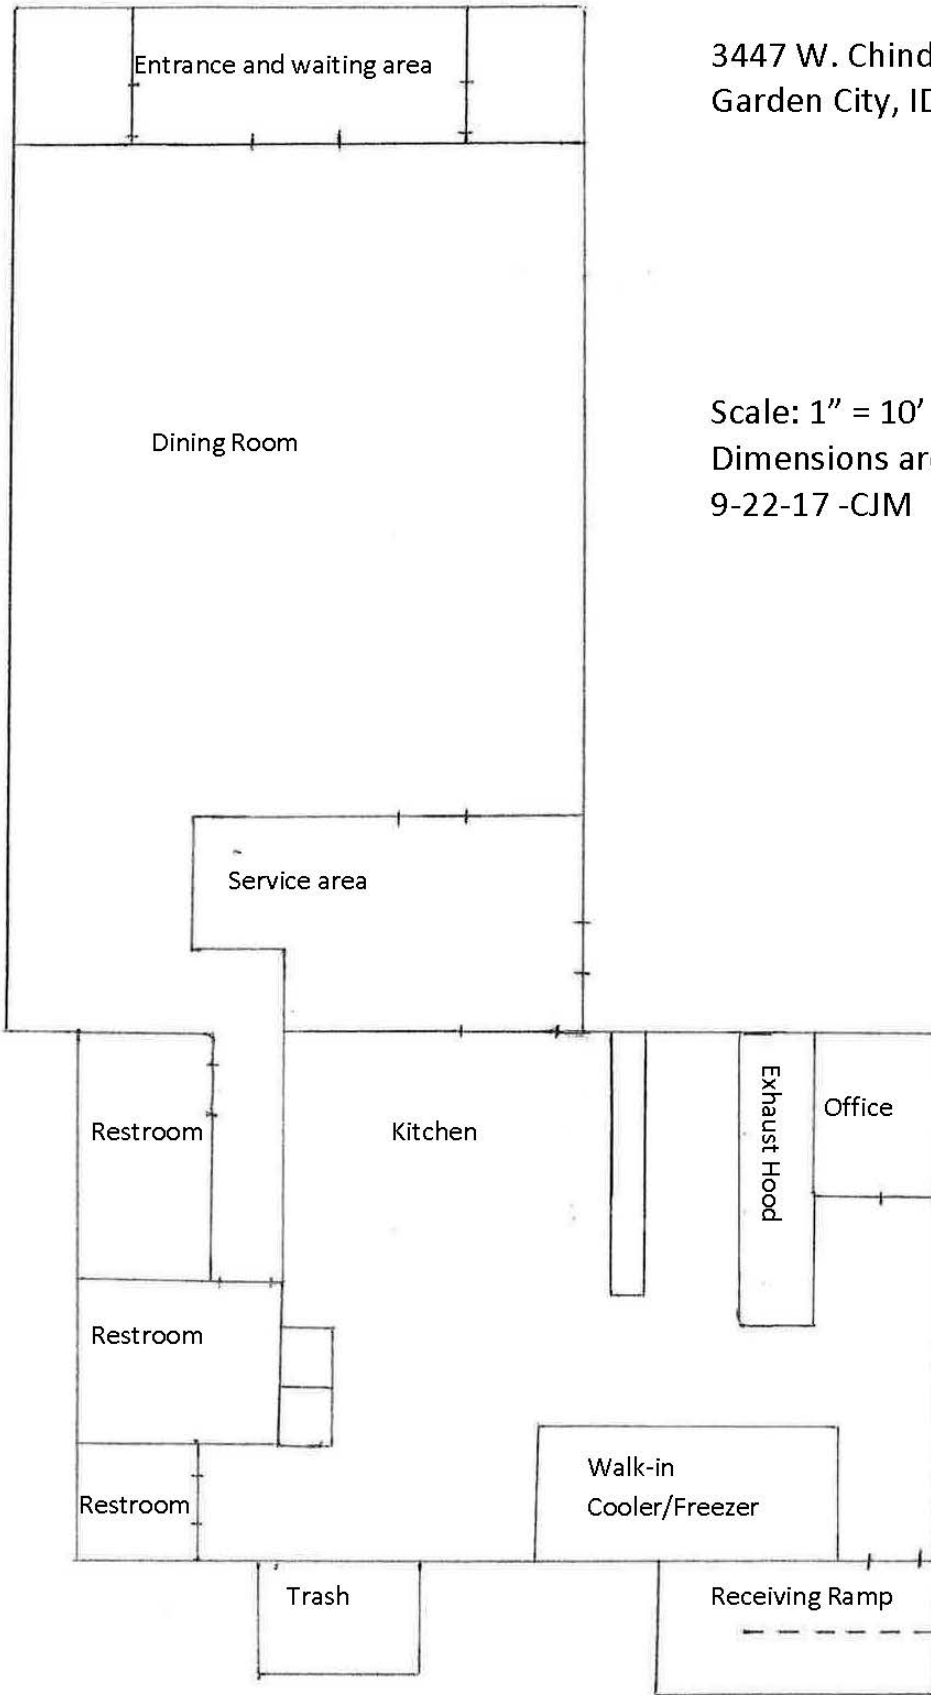 Entrance and waiting area
3447 W. Chind
Garden City, ID
Dining Room
Scale: 1” = 10’
Dimensions are
9-22-17 -CJM
Service area
Restroom
Kitchen
Exhaust Hood
Office
Restroom
Walk-in
Cooler/Freezer
Restroom
Trash
Receiving Ramp